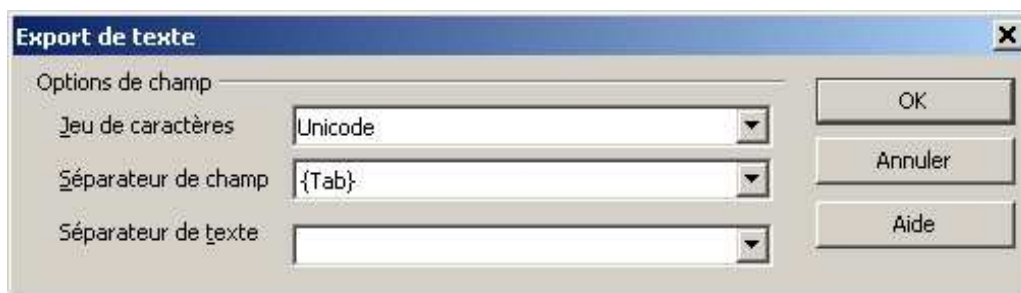 Export de texte
Options de champ
OK
Jeu de caractères Unicode
Annuler
Séparateur de champ {Tab}
Séparateur de texte
Aide